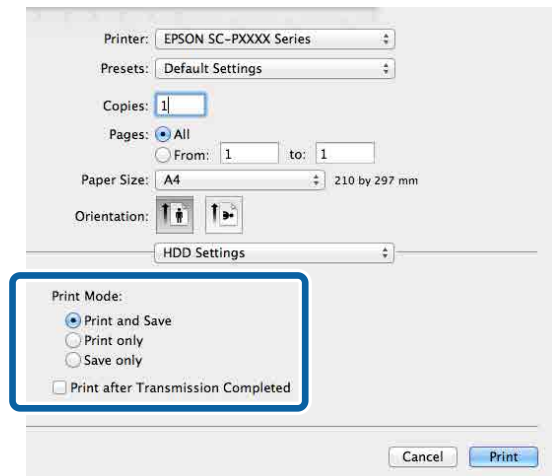 Printer: EPSON SC-PXXXX Series
Presets: Default Settings
Copies: 1
Pages: All
From: 1 to: 1
Paper Size: A4 210 by 297 mm
Orientation:
HDD Settings
Print Mode:
Print and Save
Print only
Save only
Print after Transmission Completed
Cancel Print